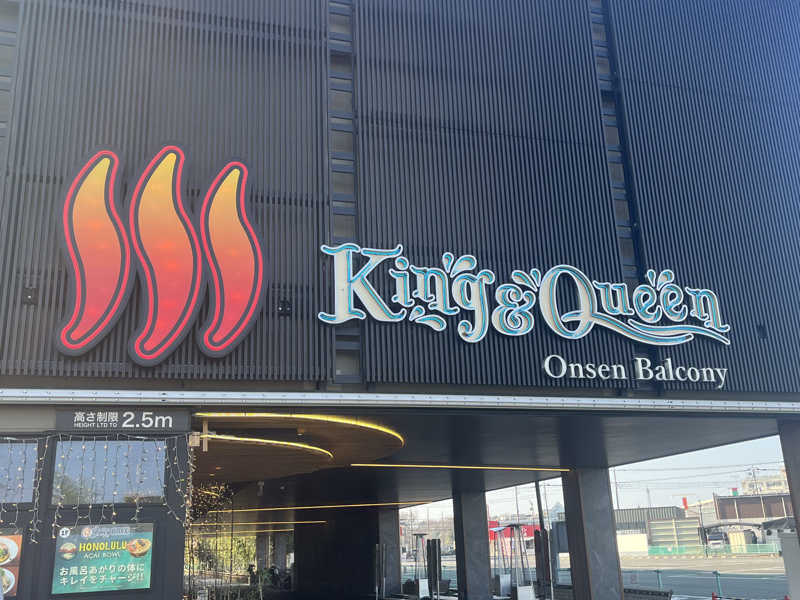 King & Queen
Onsen Balcony
高さ制限
HEIGHT LTD TO 2.5m
HONOLULU
AÇAÍ BOWL
お風呂あがりの体に
キレイをチャージ!!